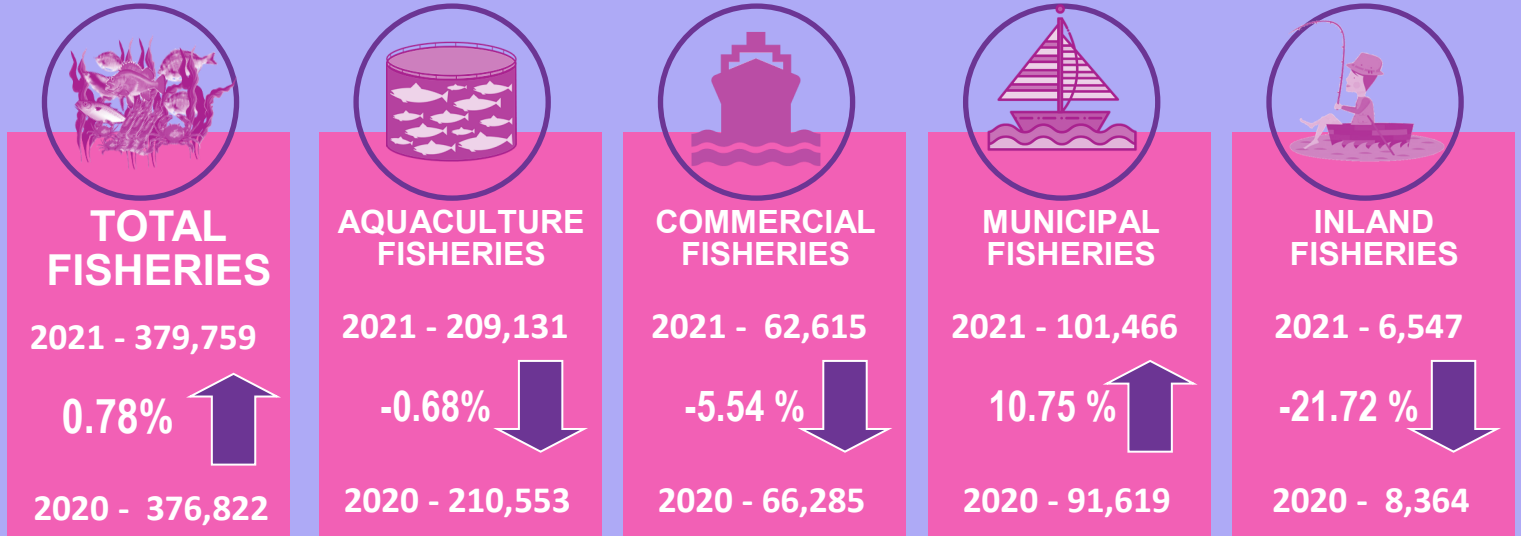 TOTAL
FISHERIES
2021 - 379,759
0.78%
2020 - 376,822
AQUACULTURE
FISHERIES
2021 - 209,131
-0.68%
2020 - 210,553
COMMERCIAL
FISHERIES
2021 - 62,615
-5.54 %
2020 - 66,285
MUNICIPAL
FISHERIES
2021 - 101,466
10.75 %
2020 - 91,619
INLAND
FISHERIES
2021 - 6,547
-21.72 %
2020 - 8,364